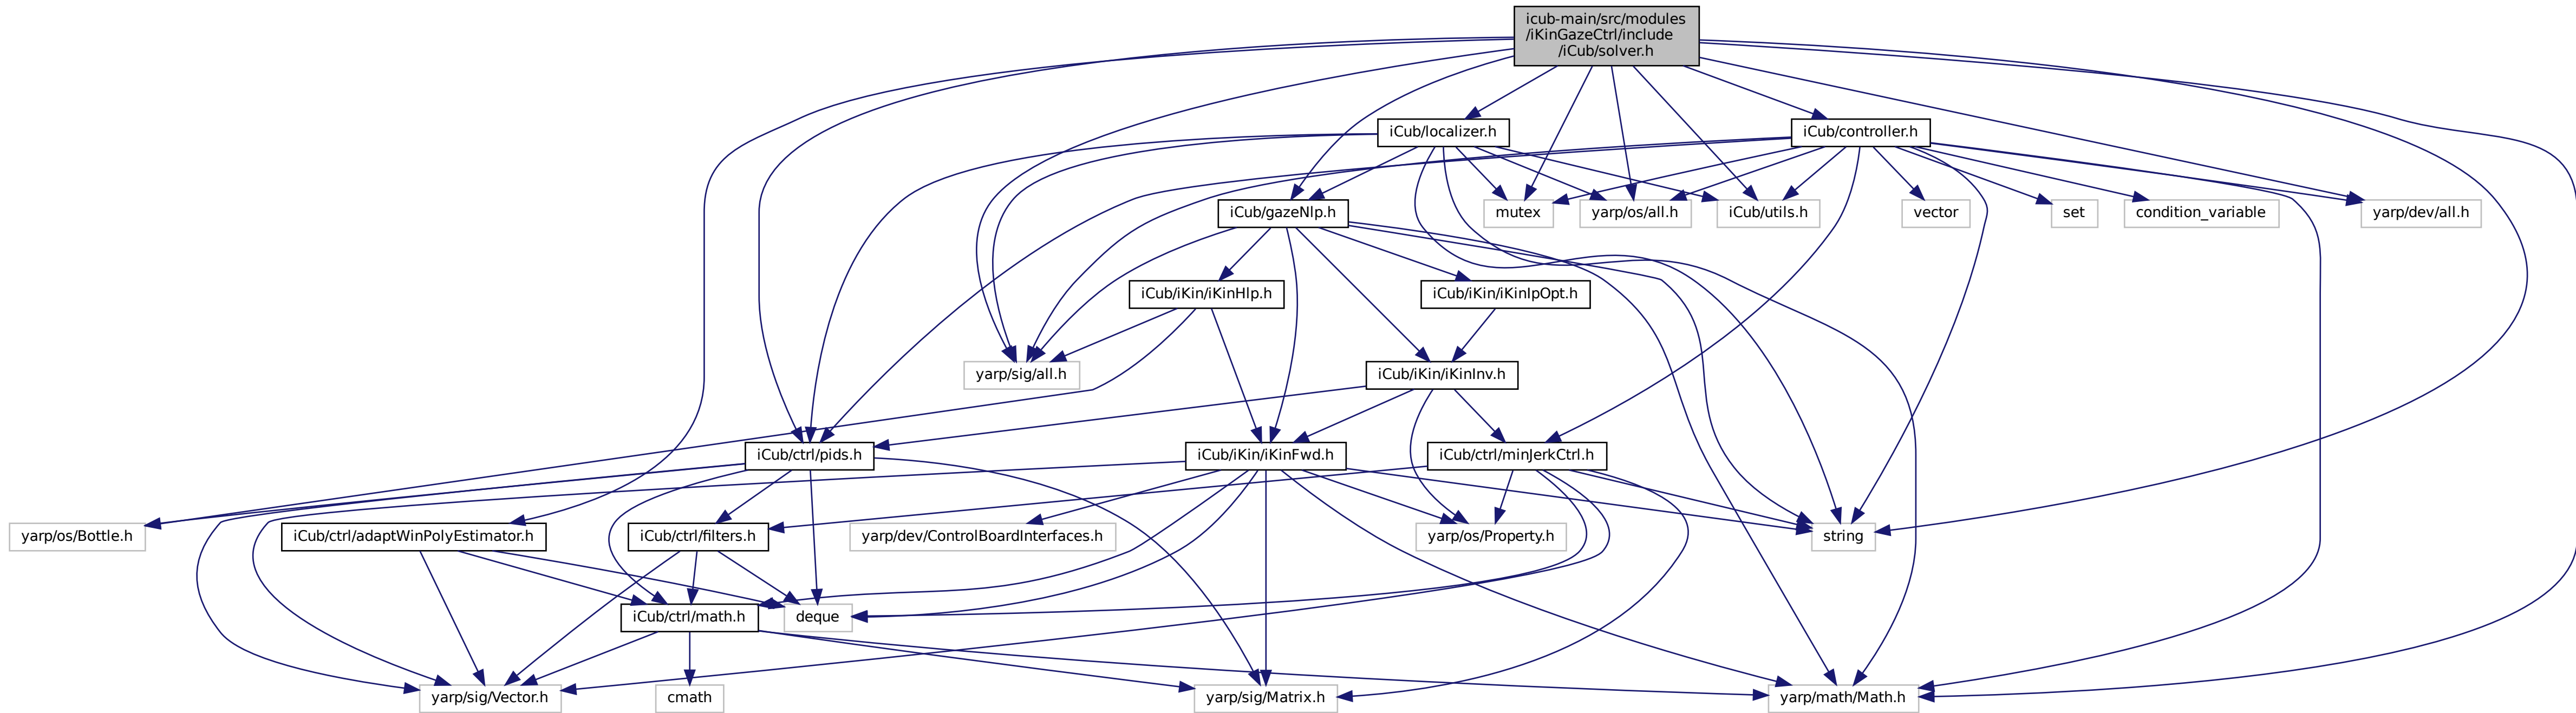 icub-main/src/modules
/iKinGazeCtrl/include
/iCub/solver.h
iCub/localizer.h
iCub/controller.h
iCub/gazeNlp.h
mutex
yarp/os/all.h
iCub/utils.h
vector
set
condition_variable
yarp/dev/all.h
iCub/iKin/iKinHlp.h
iCub/iKin/iKinIpOpt.h
yarp/sig/all.h
iCub/iKin/iKinInv.h
iCub/ctrl/pids.h
iCub/iKin/iKinFwd.h
iCub/ctrl/minJerkCtrl.h
yarp/os/Bottle.h
iCub/ctrl/adaptWinPolyEstimator.h
iCub/ctrl/filters.h
yarp/dev/ControlBoardInterfaces.h
yarp/os/Property.h
string
iCub/ctrl/math.h
deque
yarp/sig/Vector.h
cmath
yarp/sig/Matrix.h
yarp/math/Math.h